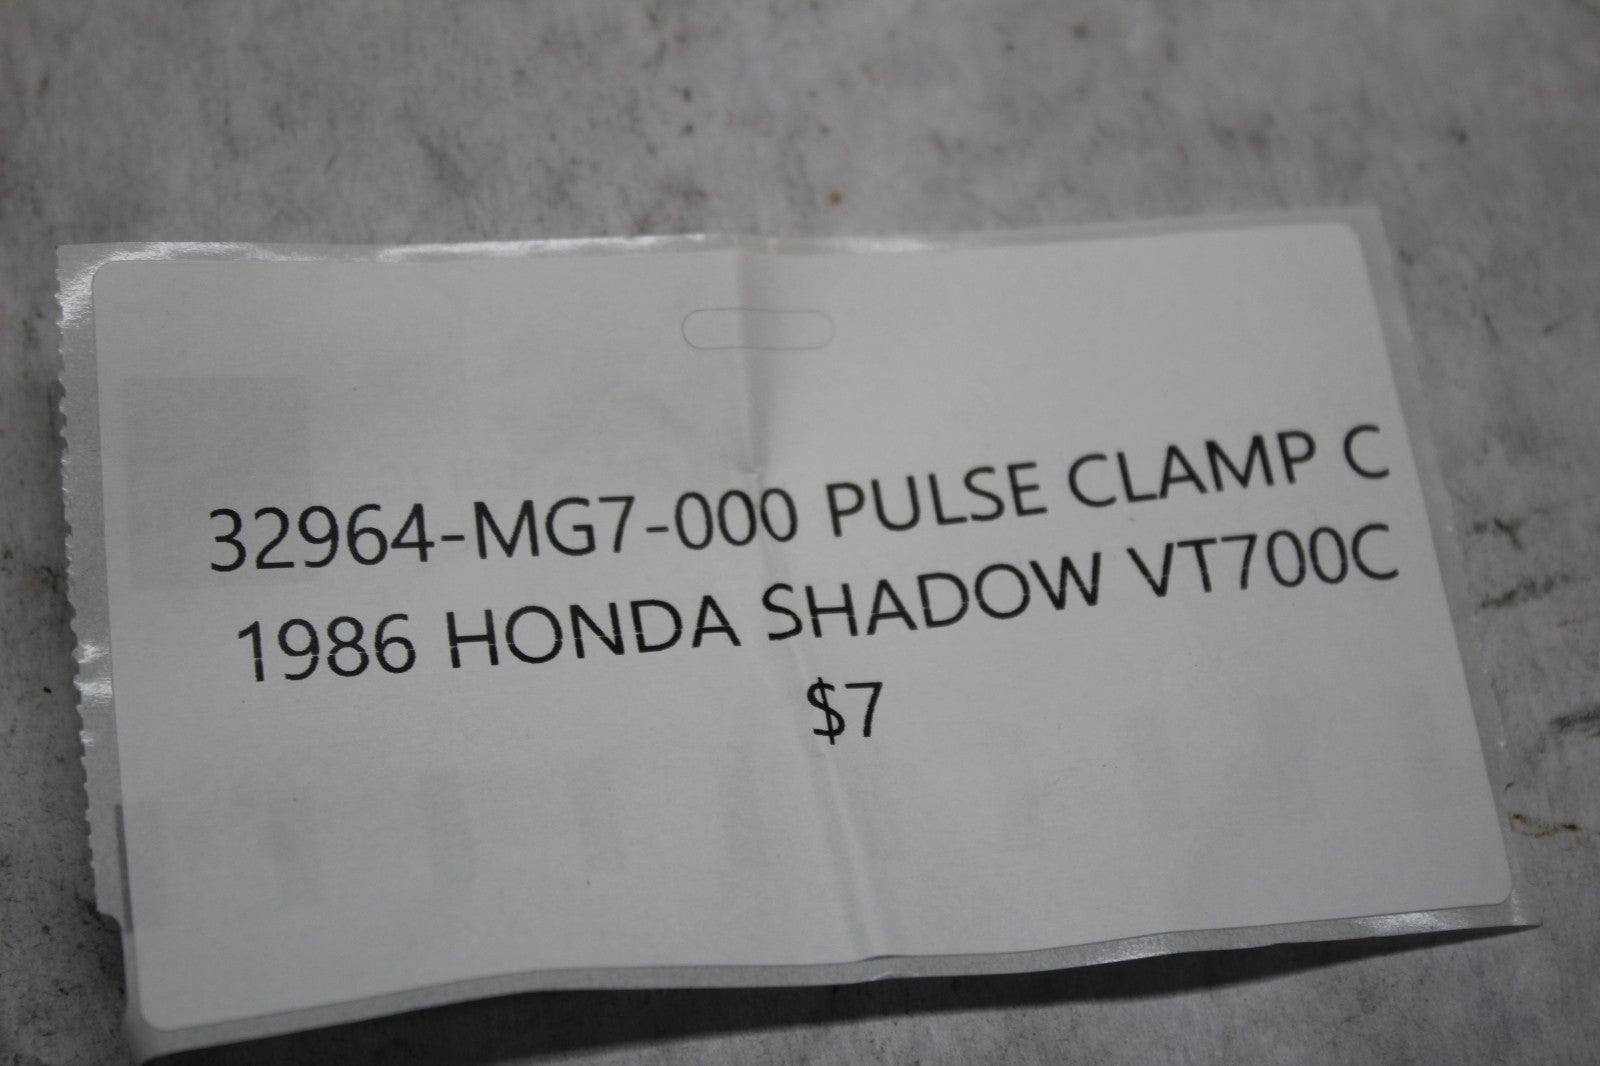 32964-MG7-000 PULSE CLAMP C
1986 HONDA SHADOW VT700C
$7